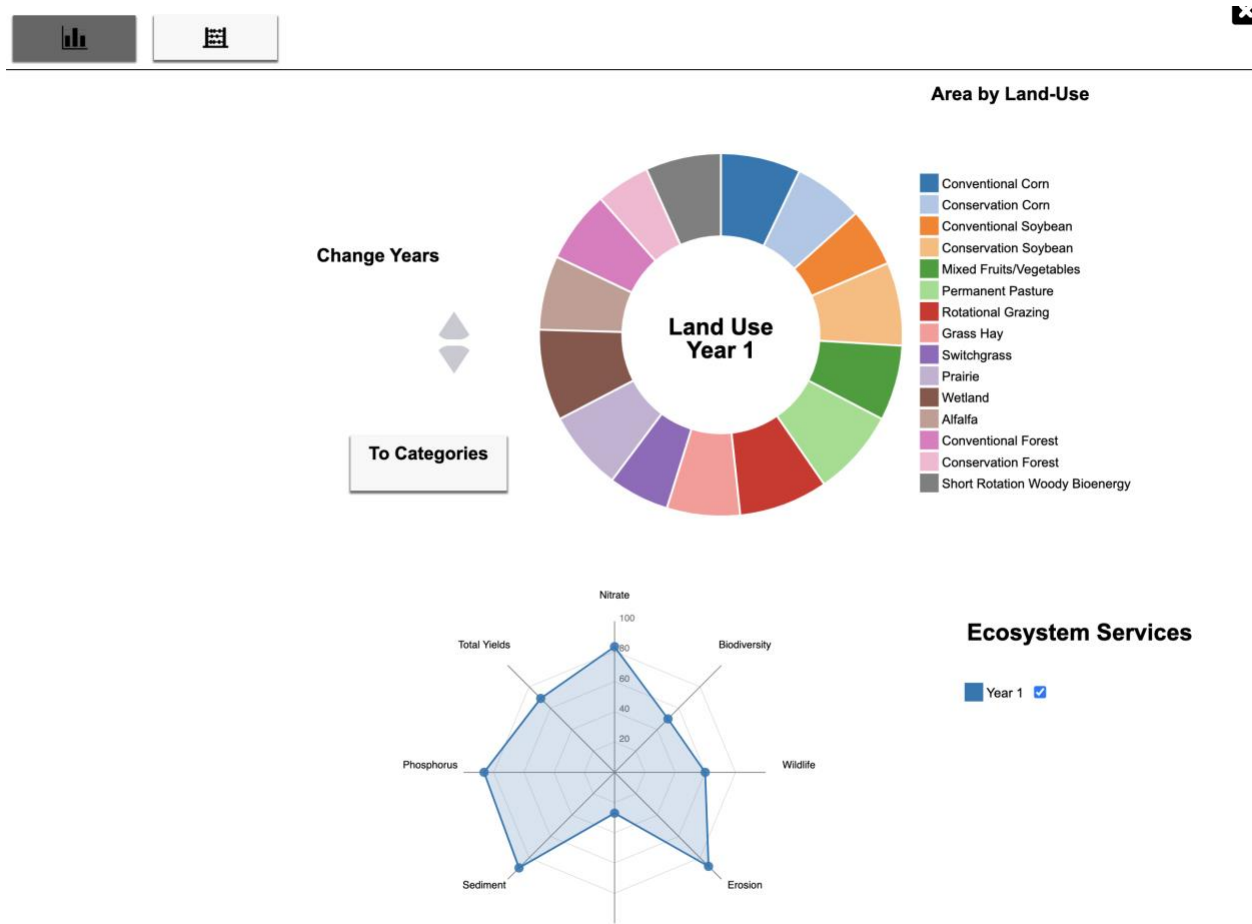 Area by Land-Use
Conventional Corn
Conservation Corn
Conventional Soybean
Conservation Soybean
Mixed Fruits/Vegetables
Permanent Pasture
Rotational Grazing
Grass Hay
Switchgrass
Prairie
Wetland
Alfalfa
Conventional Forest
Conservation Forest
Short Rotation Woody Bioenergy
Change Years
Land Use
Year 1
To Categories
Nitrate
100
Total Yields
Biodiversity
80
60
40
20
Phosphorus
Wildlife
Sediment
Erosion
Ecosystem Services
Year 1